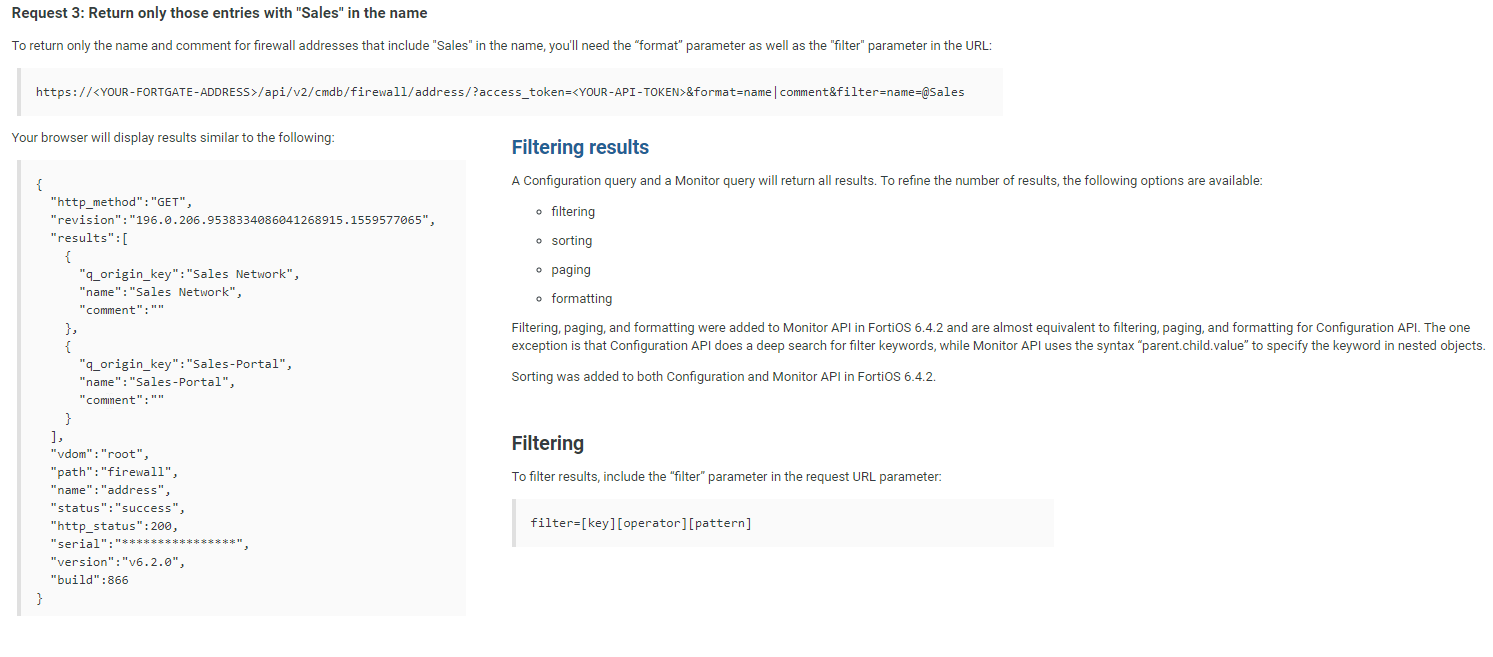 Request 3: Return only those entries with "Sales" in the name
To return only the name and comment for firewall addresses that include "Sales" in the name, you'll need the “format” parameter as well as the "filter" parameter in the URL:
https://<YOUR-FORTGATE-ADDRESS>/api/v2/cmdb/firewall/address/?access_token=<YOUR-API-TOKEN>&format=name|comment&filter=name=@Sales
Your browser will display results similar to the following:
{
"http_method":"GET",
"revision":"196.0.206.9538334086041268915.1559577065",
"results":[
{
"q_origin_key":"Sales Network",
"name":"Sales Network",
"comment":""
},
{
"q_origin_key":"Sales-Portal",
"name":"Sales-Portal",
"comment":""
}
],
"vdom":"root",
"path":"firewall",
"name":"address",
"status":"success",
"http_status":200,
"serial":"****************",
"version":"v6.2.0",
"build":866
}
Filtering results
A Configuration query and a Monitor query will return all results. To refine the number of results, the following options are available:
filtering
sorting
paging
formatting
Filtering, paging, and formatting were added to Monitor API in FortiOS 6.4.2 and are almost equivalent to filtering, paging, and formatting for Configuration API. The one
exception is that Configuration API does a deep search for filter keywords, while Monitor API uses the syntax “parent.child.value” to specify the keyword in nested objects.
Sorting was added to both Configuration and Monitor API in FortiOS 6.4.2.
Filtering
To filter results, include the “filter” parameter in the request URL parameter:
filter=[key][operator][pattern]